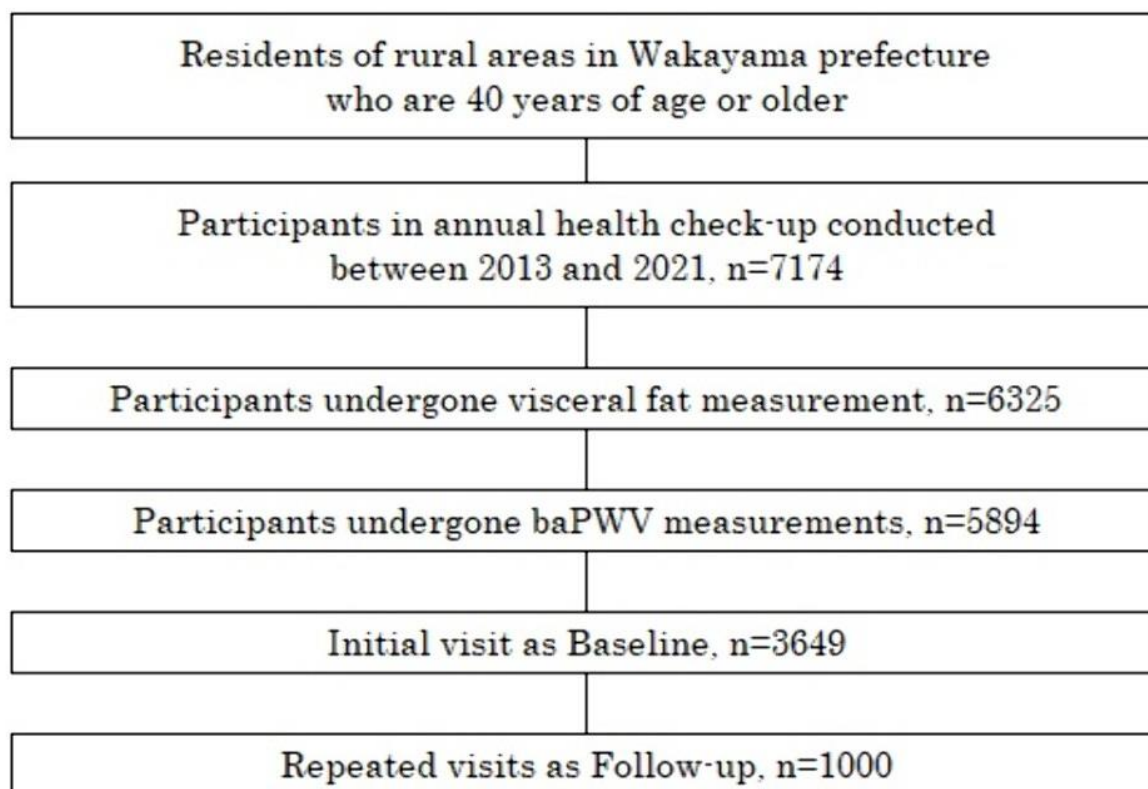 Residents of rural areas in Wakayama prefecture
who are 40 years of age or older
Participants in annual health check-up conducted
between 2013 and 2021, n=7174
Participants undergone visceral fat measurement, n=6325
Participants undergone baPWV measurements, n=5894
Initial visit as Baseline, n=3649
Repeated visits as Follow-up, n=1000